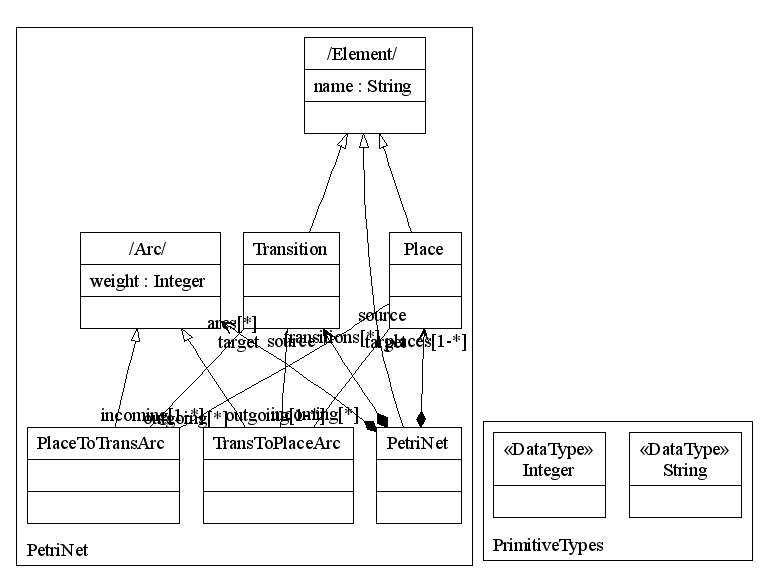 /Element/
name : String
/Arc/
weight : Integer
Transition
Place
source
arcs[*]
target
source
transitions[*]
target
places[1-*]
incoming[1-*]
outgoing[*]
outgoing[1-*]
incoming[*]
PlaceToTransArc
TransToPlaceArc
PetriNet
«DataType»
Integer
«DataType»
String
PetriNet
PrimitiveTypes